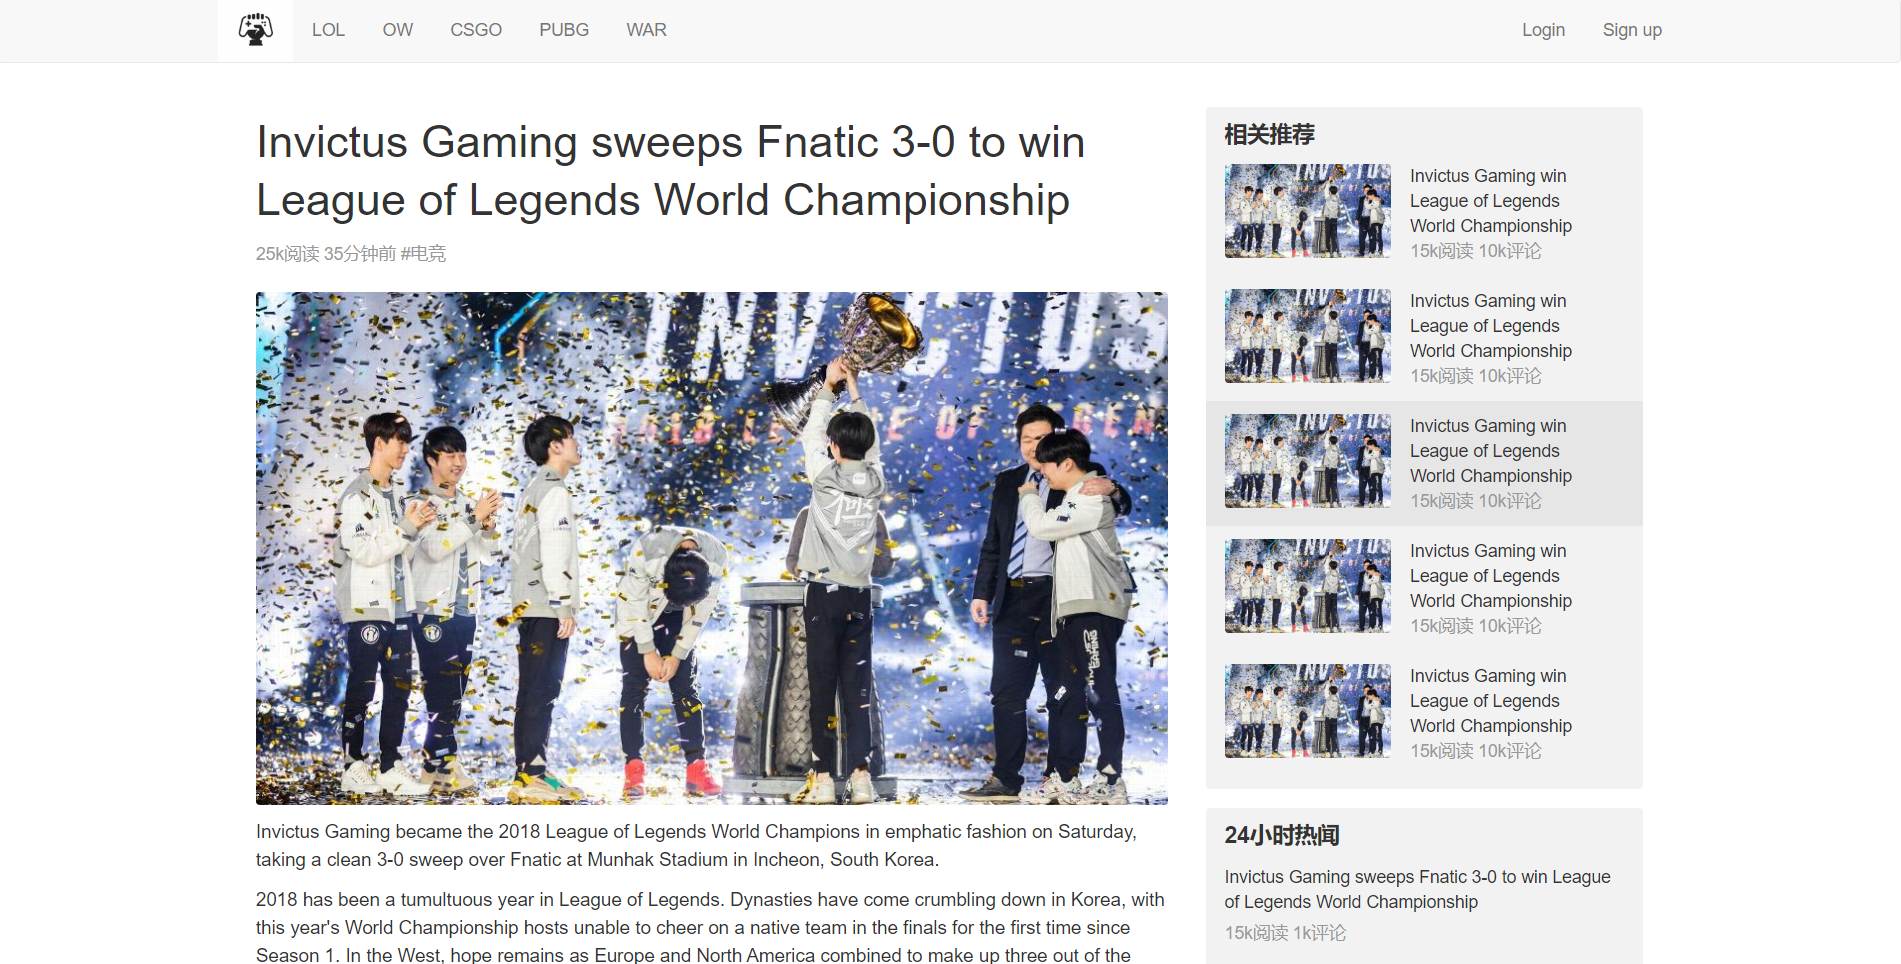 LOL OW CSGO PUBG WAR Login Sign up
Invictus Gaming sweeps Fnatic 3-0 to win
League of Legends World Championship
25k阅读 35分钟前 #电竞
INVICTUS
Invictus Gaming became the 2018 League of Legends World Champions in emphatic fashion on Saturday,
taking a clean 3-0 sweep over Fnatic at Munhak Stadium in Incheon, South Korea.
2018 has been a tumultuous year in League of Legends. Dynasties have come crumbling down in Korea, with
this year's World Championship hosts unable to cheer on a native team in the finals for the first time since
Season 1. In the West, hope remains as Europe and North America combined to make up three out of the
相关推荐
Invictus Gaming win
League of Legends
World Championship
15k阅读 10k评论
Invictus Gaming win
League of Legends
World Championship
15k阅读 10k评论
Invictus Gaming win
League of Legends
World Championship
15k阅读 10k评论
Invictus Gaming win
League of Legends
World Championship
15k阅读 10k评论
Invictus Gaming win
League of Legends
World Championship
15k阅读 10k评论
24小时热闻
Invictus Gaming sweeps Fnatic 3-0 to win League
of Legends World Championship
15k阅读 1k评论